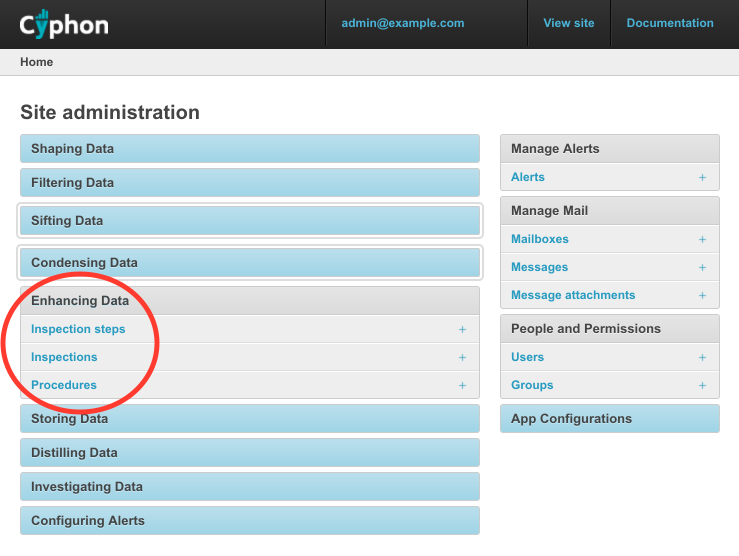 Cyphon
admin@example.com
View site
Documentation
Home
Site administration
Shaping Data
Filtering Data
Sifting Data
Condensing Data
Enhancing Data
Inspection steps +
Inspections +
Procedures +
Storing Data
Distilling Data
Investigating Data
Configuring Alerts
Manage Alerts
Alerts +
Manage Mail
Mailboxes +
Messages +
Message attachments +
People and Permissions
Users +
Groups +
App Configurations